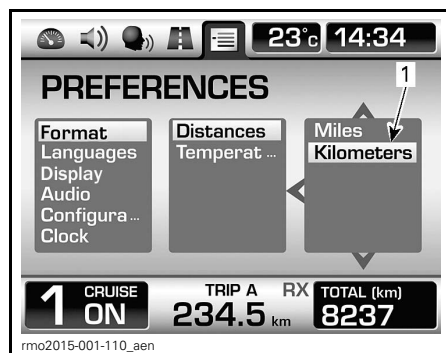 23°c 14:34
PREFERENCES
1
Format
Languages
Display
Audio
Configura ...
Clock
Distances
Temperat ...
Miles
Kilometers
1 CRUISE ON
TRIP A
234.5 km
RX
TOTAL (km)
8237
rmo2015-001-110_aen